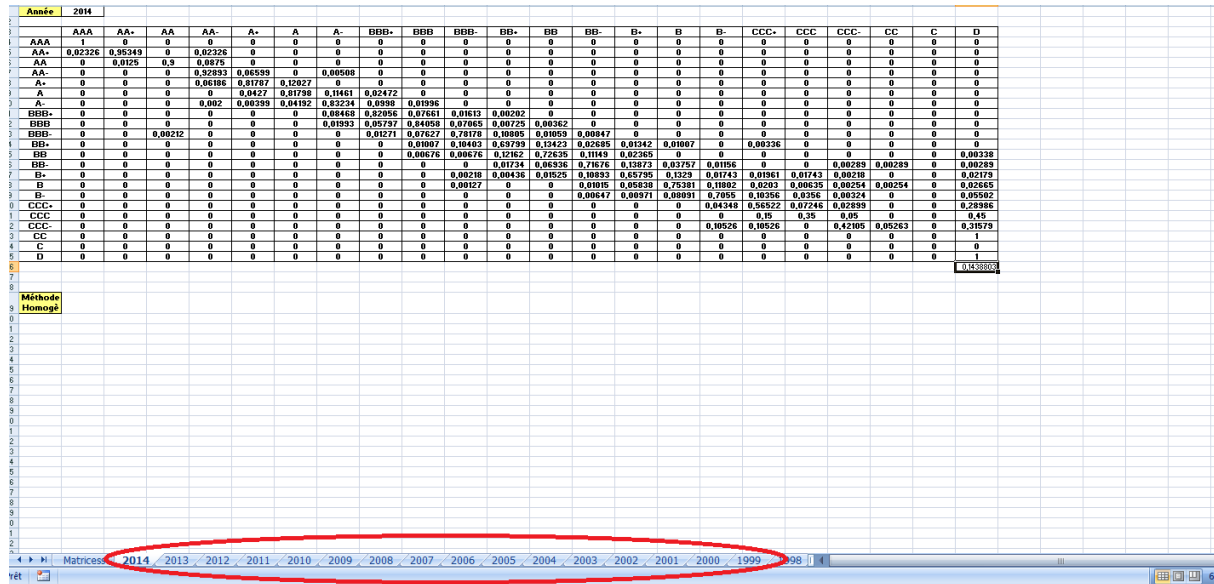 Année 2014
AAA AA+ AA AA- A+ A A- BBB+ BBB BBB- BB+ BB BB- B+ B B- CCC+ CCC CCC- CC C D
AAA 1 0 0 0 0 0 0 0 0 0 0 0 0 0 0 0 0 0 0 0 0 0
AA+ 0,02326 0,95349 0 0,02326 0 0 0 0 0 0 0 0 0 0 0 0 0 0 0 0 0 0
AA 0 0,0125 0,9 0,0875 0 0 0 0 0 0 0 0 0 0 0 0 0 0 0 0 0 0
AA- 0 0 0 0,92893 0,06599 0 0,00508 0 0 0 0 0 0 0 0 0 0 0 0 0 0 0
A+ 0 0 0 0,06186 0,81787 0,12027 0 0 0 0 0 0 0 0 0 0 0 0 0 0 0 0
A 0 0 0 0 0,0427 0,81798 0,11461 0,02472 0 0 0 0 0 0 0 0 0 0 0 0 0 0
A- 0 0 0 0,002 0,00399 0,04192 0,83234 0,0998 0,01996 0 0 0 0 0 0 0 0 0 0 0 0 0
BBB+ 0 0 0 0 0 0 0,08468 0,82056 0,07661 0,01613 0,00202 0 0 0 0 0 0 0 0 0 0 0
BBB 0 0 0 0 0 0 0,01993 0,05797 0,84058 0,07065 0,00725 0,00362 0 0 0 0 0 0 0 0 0 0
BBB- 0 0 0,00212 0 0 0 0 0,01271 0,07627 0,78178 0,10805 0,01059 0,00847 0 0 0 0 0 0 0 0 0
BB+ 0 0 0 0 0 0 0 0 0,01007 0,10403 0,69799 0,13423 0,02685 0,01342 0,01007 0 0,00336 0 0 0 0 0
BB 0 0 0 0 0 0 0 0 0,00676 0,00676 0,12162 0,72635 0,11149 0,02365 0 0 0 0 0 0 0 0,00338
BB- 0 0 0 0 0 0 0 0 0 0 0,01734 0,06936 0,71676 0,13873 0,03757 0,01156 0 0 0,00289 0,00289 0 0,00289
B+ 0 0 0 0 0 0 0 0 0 0,00218 0,00436 0,01525 0,10893 0,65795 0,1329 0,01743 0,01961 0,01743 0,00218 0 0 0,02179
B 0 0 0 0 0 0 0 0 0 0,00127 0 0 0,01015 0,05838 0,75381 0,11802 0,0203 0,00635 0,00254 0,00254 0 0,02665
B- 0 0 0 0 0 0 0 0 0 0 0 0 0,00647 0,00971 0,08091 0,7055 0,10356 0,0356 0,00324 0 0 0,05502
CCC+ 0 0 0 0 0 0 0 0 0 0 0 0 0 0 0 0,04348 0,56522 0,07246 0,02899 0 0 0,28986
CCC 0 0 0 0 0 0 0 0 0 0 0 0 0 0 0 0 0,15 0,35 0,05 0 0 0,45
CCC- 0 0 0 0 0 0 0 0 0 0 0 0 0 0 0 0,10526 0,10526 0 0,42105 0,05263 0 0,31579
CC 0 0 0 0 0 0 0 0 0 0 0 0 0 0 0 0 0 0 0 0 0 1
C 0 0 0 0 0 0 0 0 0 0 0 0 0 0 0 0 0 0 0 0 0 0
D 0 0 0 0 0 0 0 0 0 0 0 0 0 0 0 0 0 0 0 0 0 1
0,1438803
Méthode
Homogè
Matrices 2014 2013 2012 2011 2010 2009 2008 2007 2006 2005 2004 2003 2002 2001 2000 1999 998
rêt